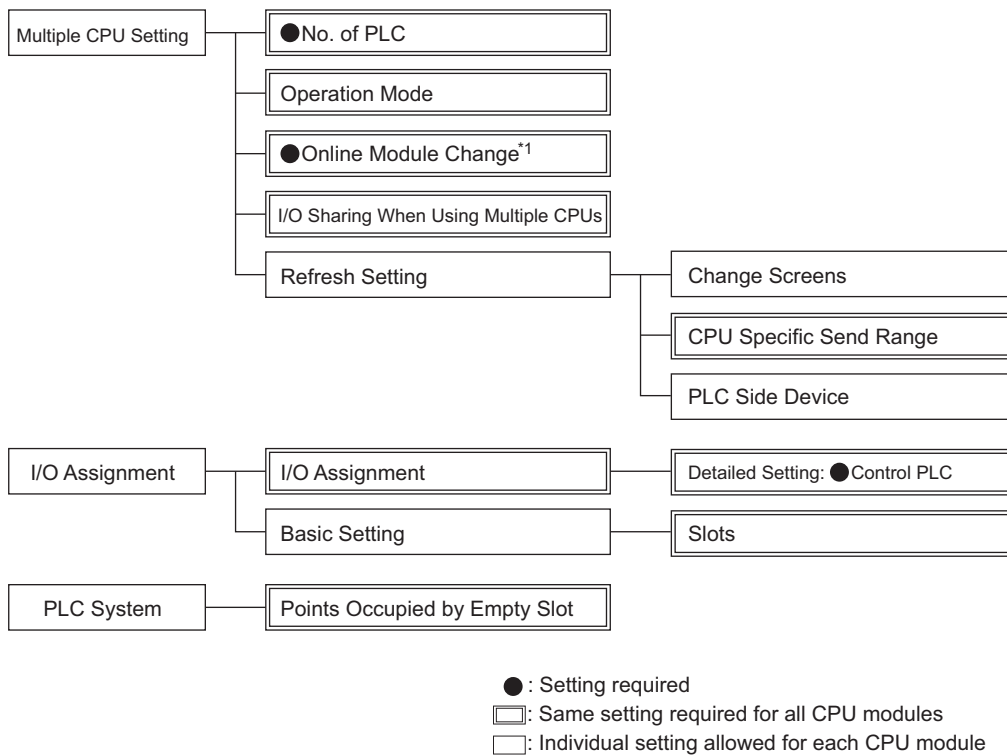 Multiple CPU Setting
●No. of PLC
Operation Mode
●Online Module Change*1
I/O Sharing When Using Multiple CPUs
Refresh Setting
Change Screens
CPU Specific Send Range
PLC Side Device
I/O Assignment
I/O Assignment
Detailed Setting: ●Control PLC
Basic Setting
Slots
PLC System
Points Occupied by Empty Slot
●: Setting required
: Same setting required for all CPU modules
: Individual setting allowed for each CPU module